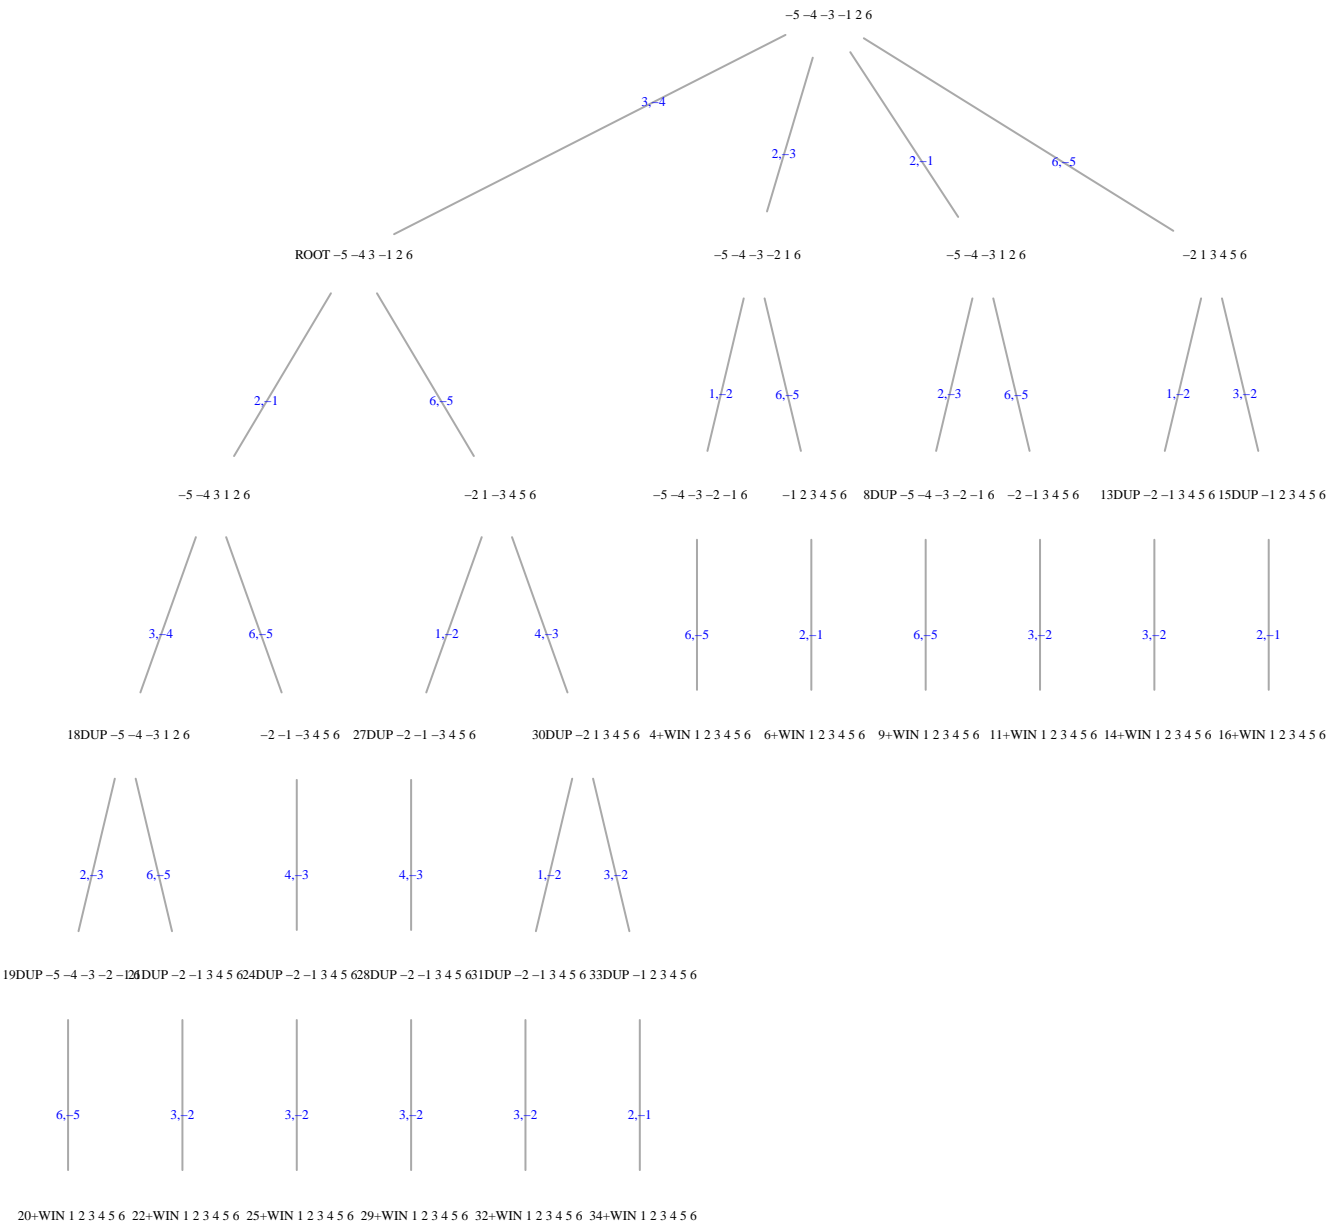 −5 −4 −3 −1 2 6
3,−4
2,−3
2,−1
6,−5
ROOT −5 −4 3 −1 2 6
−5 −4 −3 −2 1 6
−5 −4 −3 1 2 6
−2 1 3 4 5 6
2,−1
6,−5
1,−2
6,−5
2,−3
6,−5
1,−2
3,−2
−5 −4 3 1 2 6
−2 1 −3 4 5 6
−5 −4 −3 −2 −1 6
−1 2 3 4 5 6
8DUP −5 −4 −3 −2 −1 6
−2 −1 3 4 5 6
13DUP −2 −1 3 4 5 6
15DUP −1 2 3 4 5 6
3,−4
6,−5
1,−2
4,−3
6,−5
2,−1
6,−5
3,−2
3,−2
2,−1
18DUP −5 −4 −3 1 2 6
−2 −1 −3 4 5 6
27DUP −2 −1 −3 4 5 6
30DUP −2 1 3 4 5 6
4+WIN 1 2 3 4 5 6
6+WIN 1 2 3 4 5 6
9+WIN 1 2 3 4 5 6
11+WIN 1 2 3 4 5 6
14+WIN 1 2 3 4 5 6
16+WIN 1 2 3 4 5 6
2,−3
6,−5
4,−3
4,−3
1,−2
3,−2
19DUP −5 −4 −3 −2 −1 6
21DUP −2 −1 3 4 5 6
24DUP −2 −1 3 4 5 6
28DUP −2 −1 3 4 5 6
31DUP −2 −1 3 4 5 6
33DUP −1 2 3 4 5 6
6,−5
3,−2
3,−2
3,−2
3,−2
2,−1
20+WIN 1 2 3 4 5 6
22+WIN 1 2 3 4 5 6
25+WIN 1 2 3 4 5 6
29+WIN 1 2 3 4 5 6
32+WIN 1 2 3 4 5 6
34+WIN 1 2 3 4 5 6